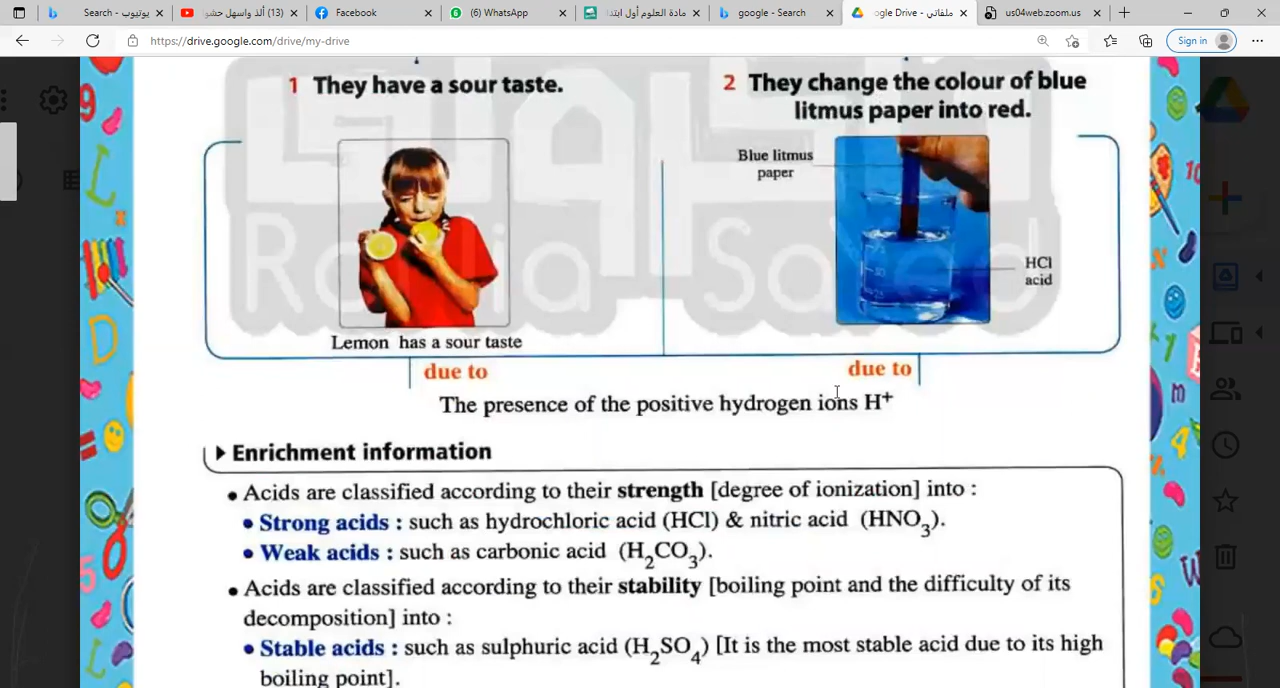 Search - يوتيوب
(13) ألذ واسهل حشو
Facebook
(6) WhatsApp
مادة العلوم أول ابتدا
google - Search
ogle Drive - ملفاتي
us04web.zoom.us
https://drive.google.com/drive/my-drive
Sign in
1 They have a sour taste.
2 They change the colour of blue
litmus paper into red.
Blue litmus
paper
HCl
acid
Rania Sayed
Lemon has a sour taste
due to
due to
The presence of the positive hydrogen ions H⁺
Enrichment information
• Acids are classified according to their strength [degree of ionization] into :
• Strong acids : such as hydrochloric acid (HCl) & nitric acid (HNO₃).
• Weak acids : such as carbonic acid (H₂CO₃).
• Acids are classified according to their stability [boiling point and the difficulty of its
decomposition] into :
• Stable acids : such as sulphuric acid (H₂SO₄) [It is the most stable acid due to its high
boiling point].